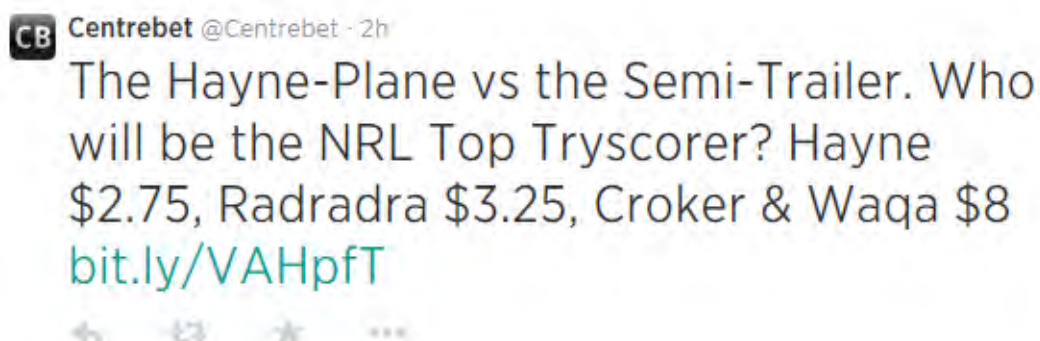 CB Centrebet @Centrebet · 2h
The Hayne-Plane vs the Semi-Trailer. Who
will be the NRL Top Tryscorer? Hayne
$2.75, Radradra $3.25, Croker & Waqa $8
bit.ly/VAHpfT